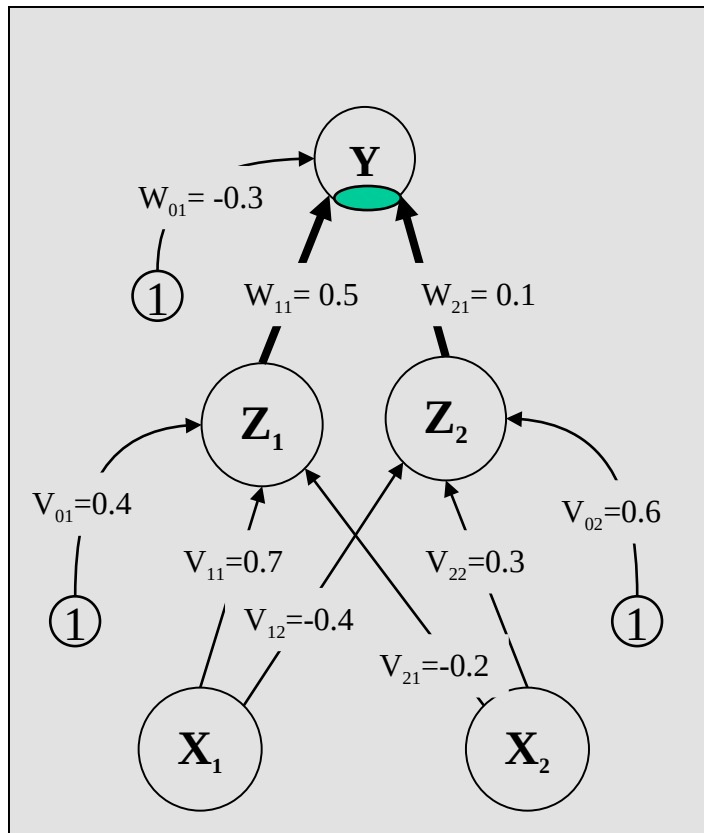 Y
W₀₁= -0.3
1
W₁₁= 0.5
W₂₁= 0.1
Z₁
Z₂
V₀₁=0.4
V₀₂=0.6
V₁₁=0.7
V₂₂=0.3
1
V₁₂=-0.4
1
V₂₁=-0.2
X₁
X₂